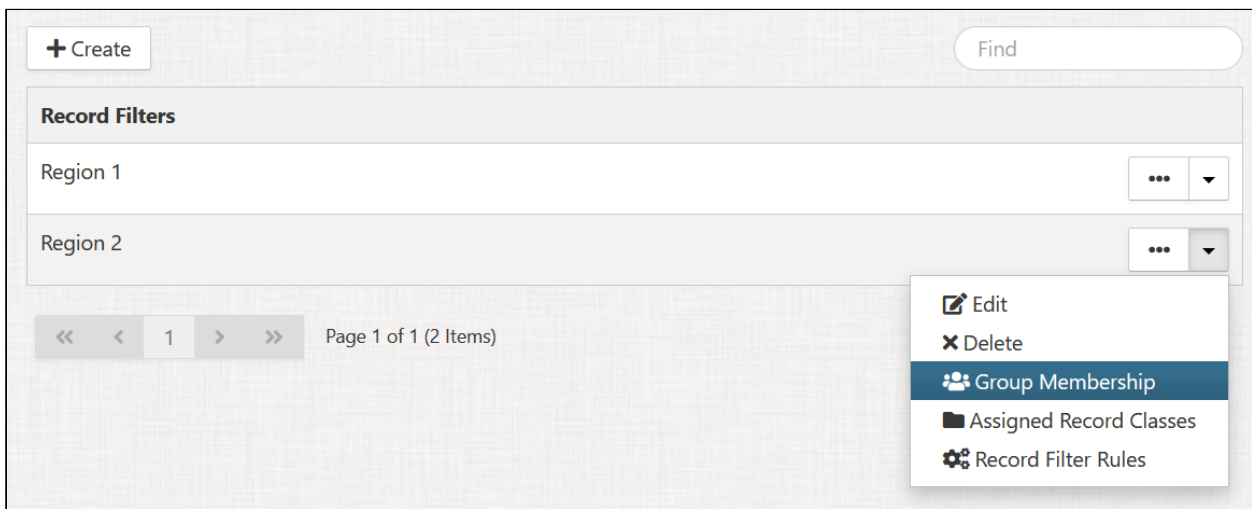 Create
Find
Record Filters
Region 1
Region 2
Edit
Delete
Group Membership
Assigned Record Classes
Record Filter Rules
« < 1 > » Page 1 of 1 (2 Items)